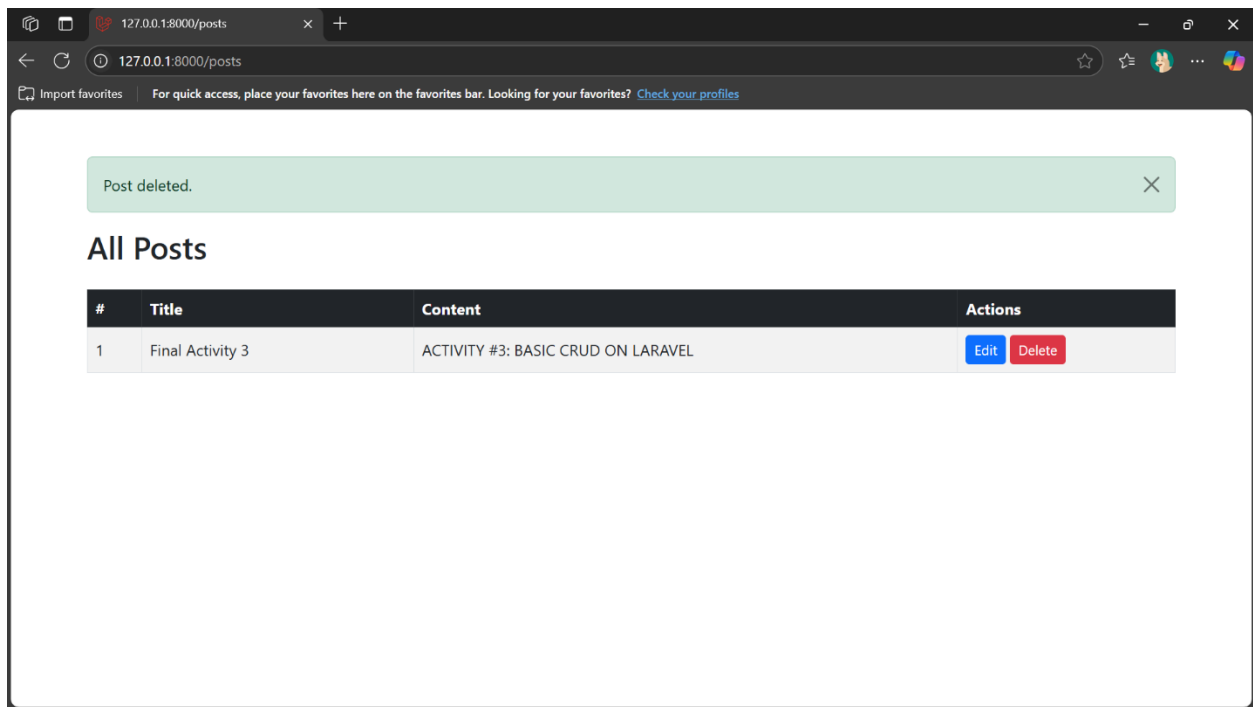 127.0.0.1:8000/posts
127.0.0.1:8000/posts
Import favorites For quick access, place your favorites here on the favorites bar. Looking for your favorites? Check your profiles
Post deleted.
All Posts
# Title Content Actions
1 Final Activity 3 ACTIVITY #3: BASIC CRUD ON LARAVEL Edit Delete